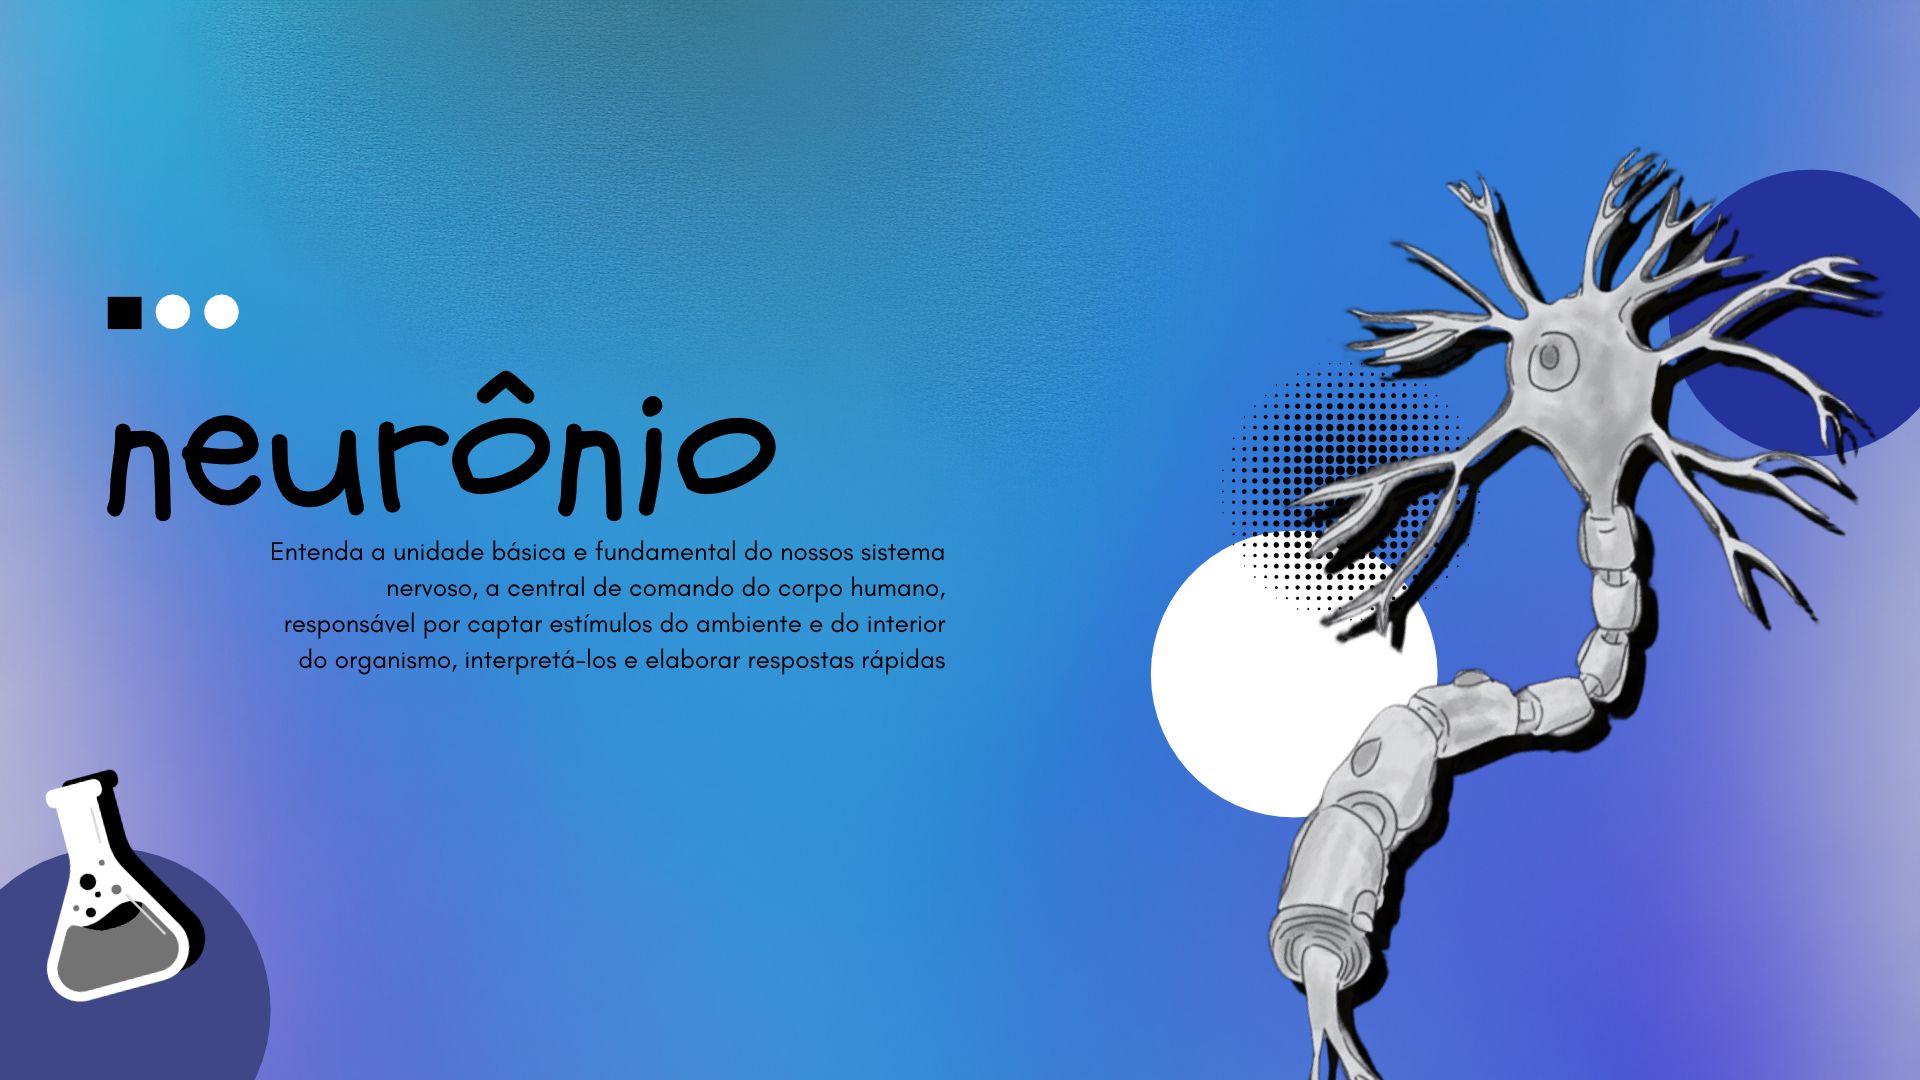 neurônio
Entenda a unidade básica e fundamental do nossos sistema
nervoso, a central de comando do corpo humano,
responsável por captar estímulos do ambiente e do interior
do organismo, interpretá-los e elaborar respostas rápidas